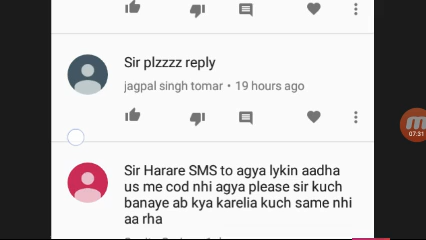 Sir plzzzz reply
jagpal singh tomar • 19 hours ago
Sir Harare SMS to agya lykin aadha
us me cod nhi agya please sir kuch
banaye ab kya karelia kuch same nhi
aa rha
07:31